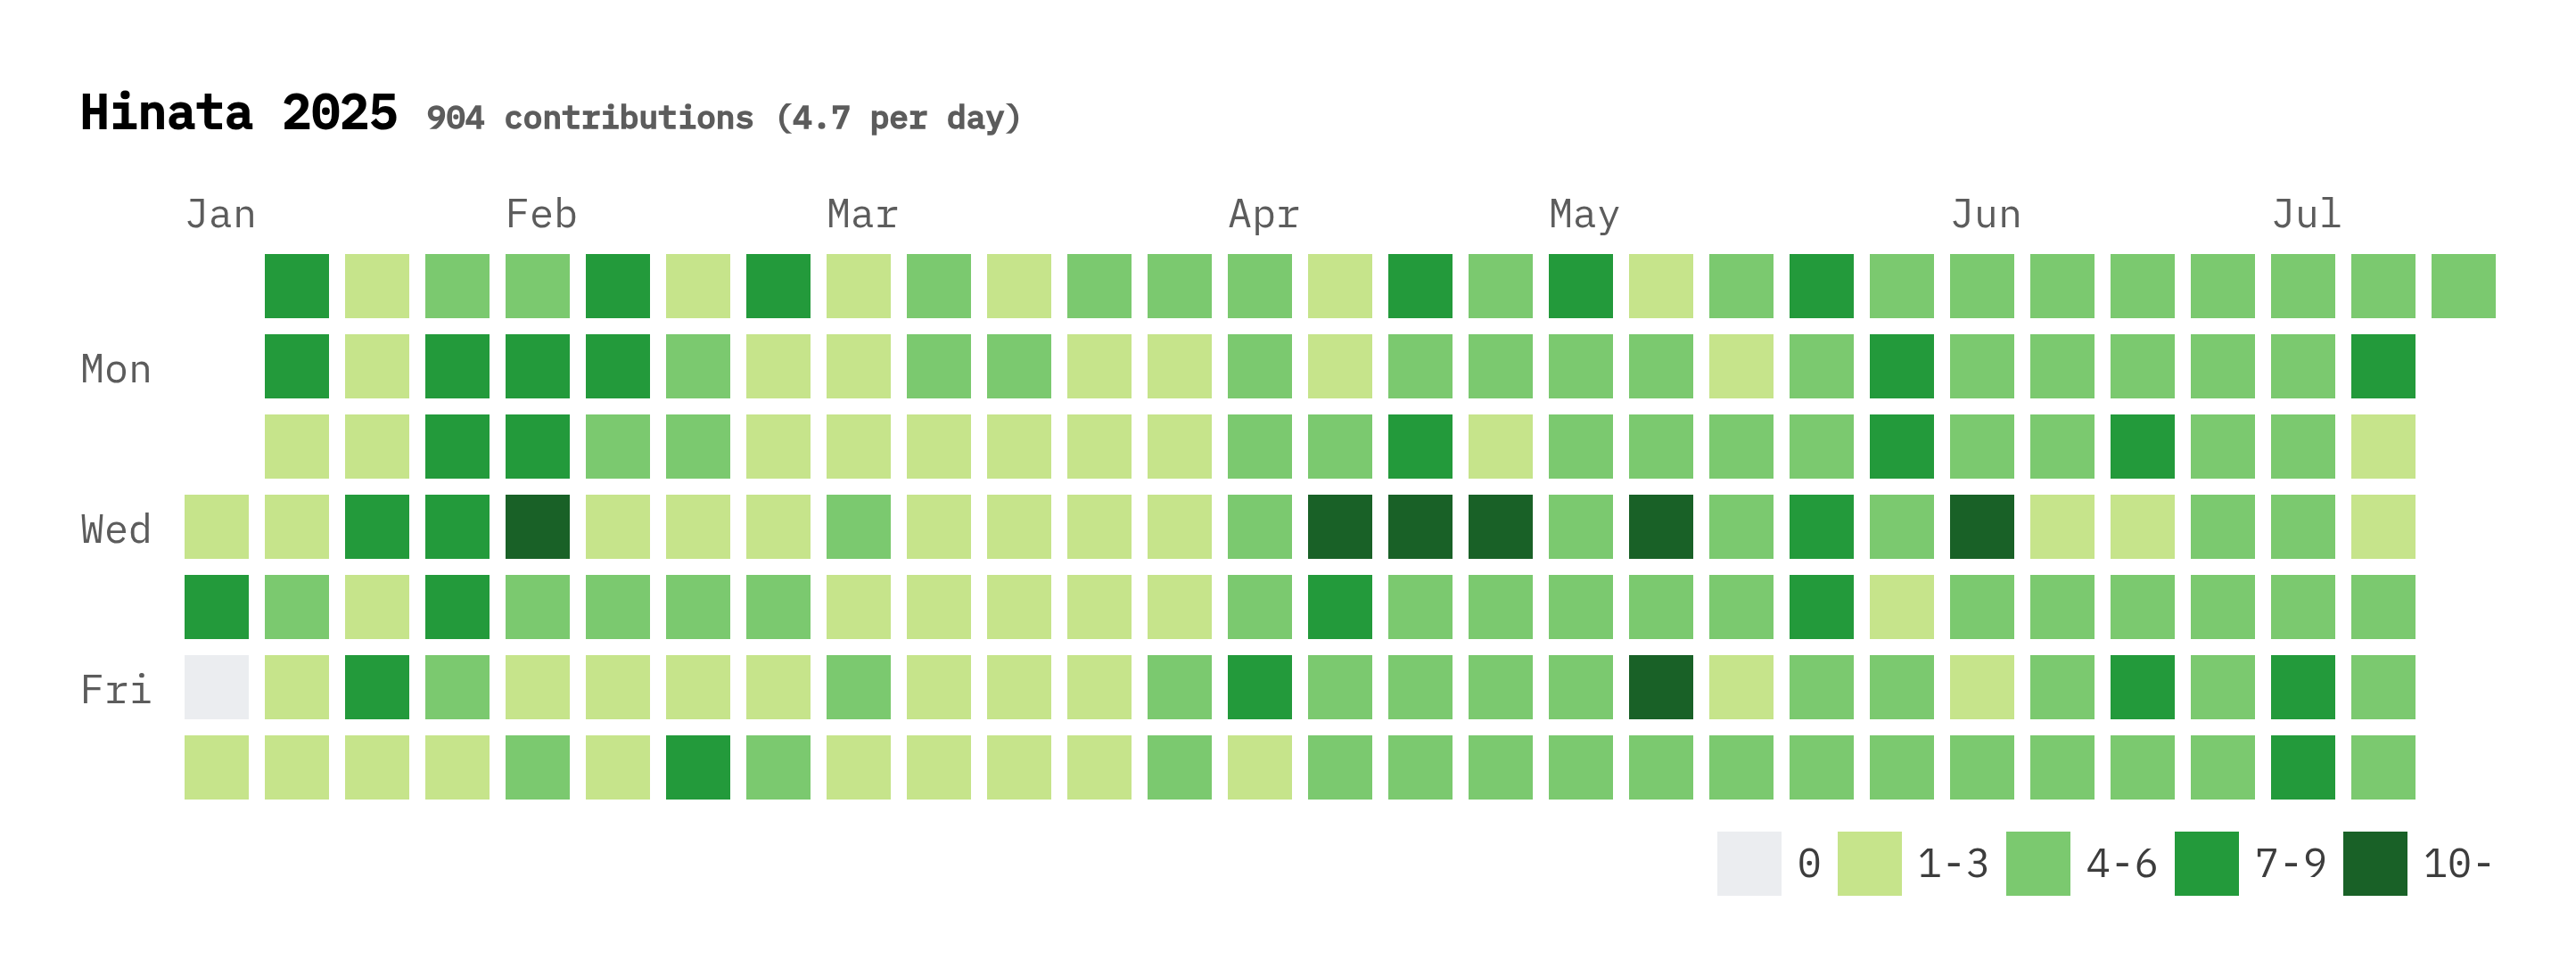 Hinata 2025 904 contributions (4.7 per day)
Jan Feb Mar Apr May Jun Jul
Mon
Wed
Fri
0 1-3 4-6 7-9 10-